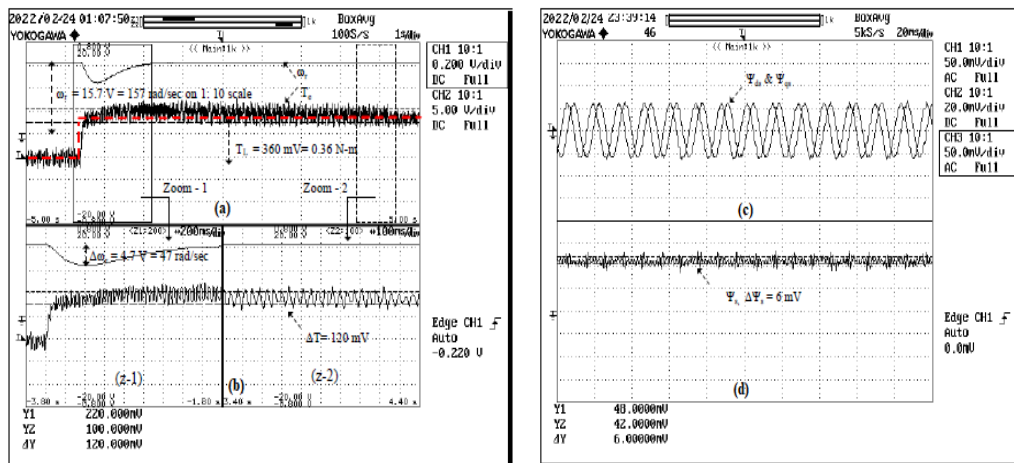 2022/02/24 01:07:50
BoxAvg
YOKOGAWA
100S/s
1s/div
<< Main:1k >>
CH1 10:1
0.200 V/div
DC Full
CH2 10:1
5.00 V/div
DC Full
ωr
Te
ωr = 15.7 V = 157 rad/sec on 1: 10 scale
TL = 360 mV= 0.36 N-m
Zoom - 1
Zoom - 2
(a)
-5.00 s
-20.00 V
5.00 s
Δωr = 4.7 V = 47 rad/sec
ΔT= 120 mV
Edge CH1
Auto
-0.220 V
(z-1)
(b)
(z-2)
-3.80 s
-1.80
3.40
4.40 s
Y1 220.000mV
Y2 100.000mV
ΔY 120.000mV
2022/02/24 23:39:14
BoxAvg
YOKOGAWA
46
5kS/s
20ms/div
<< Main:1k >>
CH1 10:1
50.0mV/div
AC Full
CH2 10:1
20.0mV/div
AC Full
CH3 10:1
50.0mV/div
AC Full
Ψds & Ψqs
(c)
Ψs, ΔΨs = 6 mV
Edge CH1
Auto
0.0mV
(d)
Y1 48.0000mV
Y2 42.0000mV
ΔY 6.00000mV